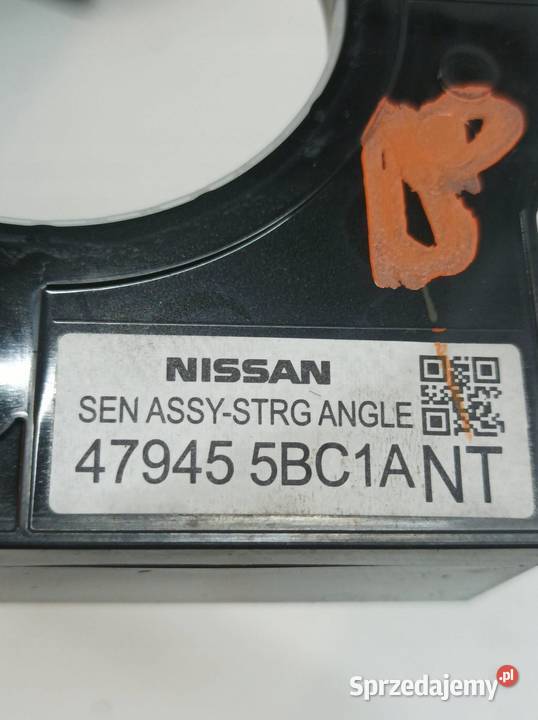 B
NISSAN
SEN ASSY-STRG ANGLE
47945 5BC1A NT
Sprzedajemy.pl